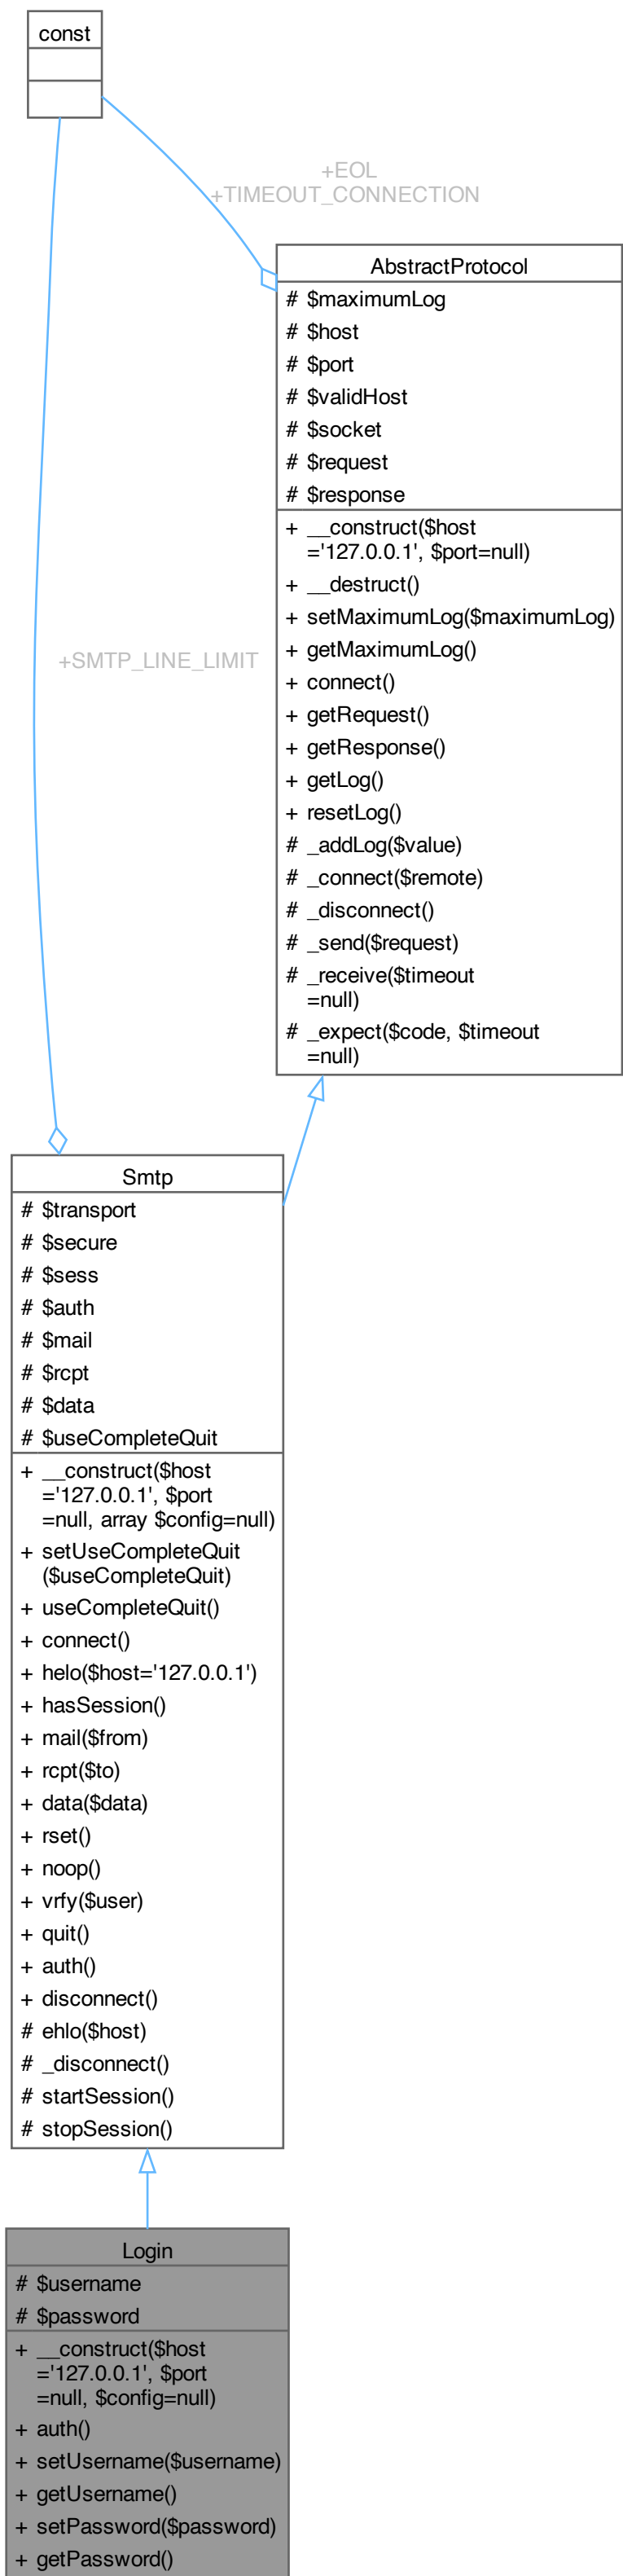 const
+EOL
+TIMEOUT_CONNECTION
AbstractProtocol
# $maximumLog
# $host
# $port
# $validHost
# $socket
# $request
# $response
+ __construct($host
='127.0.0.1', $port=null)
+ __destruct()
+ setMaximumLog($maximumLog)
+ getMaximumLog()
+ connect()
+ getRequest()
+ getResponse()
+ getLog()
+ resetLog()
# _addLog($value)
# _connect($remote)
# _disconnect()
# _send($request)
# _receive($timeout
=null)
# _expect($code, $timeout
=null)
+SMTP_LINE_LIMIT
Smtp
# $transport
# $secure
# $sess
# $auth
# $mail
# $rcpt
# $data
# $useCompleteQuit
+ __construct($host
='127.0.0.1', $port
=null, array $config=null)
+ setUseCompleteQuit
($useCompleteQuit)
+ useCompleteQuit()
+ connect()
+ helo($host='127.0.0.1')
+ hasSession()
+ mail($from)
+ rcpt($to)
+ data($data)
+ rset()
+ noop()
+ vrfy($user)
+ quit()
+ auth()
+ disconnect()
# ehlo($host)
# _disconnect()
# startSession()
# stopSession()
Login
# $username
# $password
+ __construct($host
='127.0.0.1', $port
=null, $config=null)
+ auth()
+ setUsername($username)
+ getUsername()
+ setPassword($password)
+ getPassword()